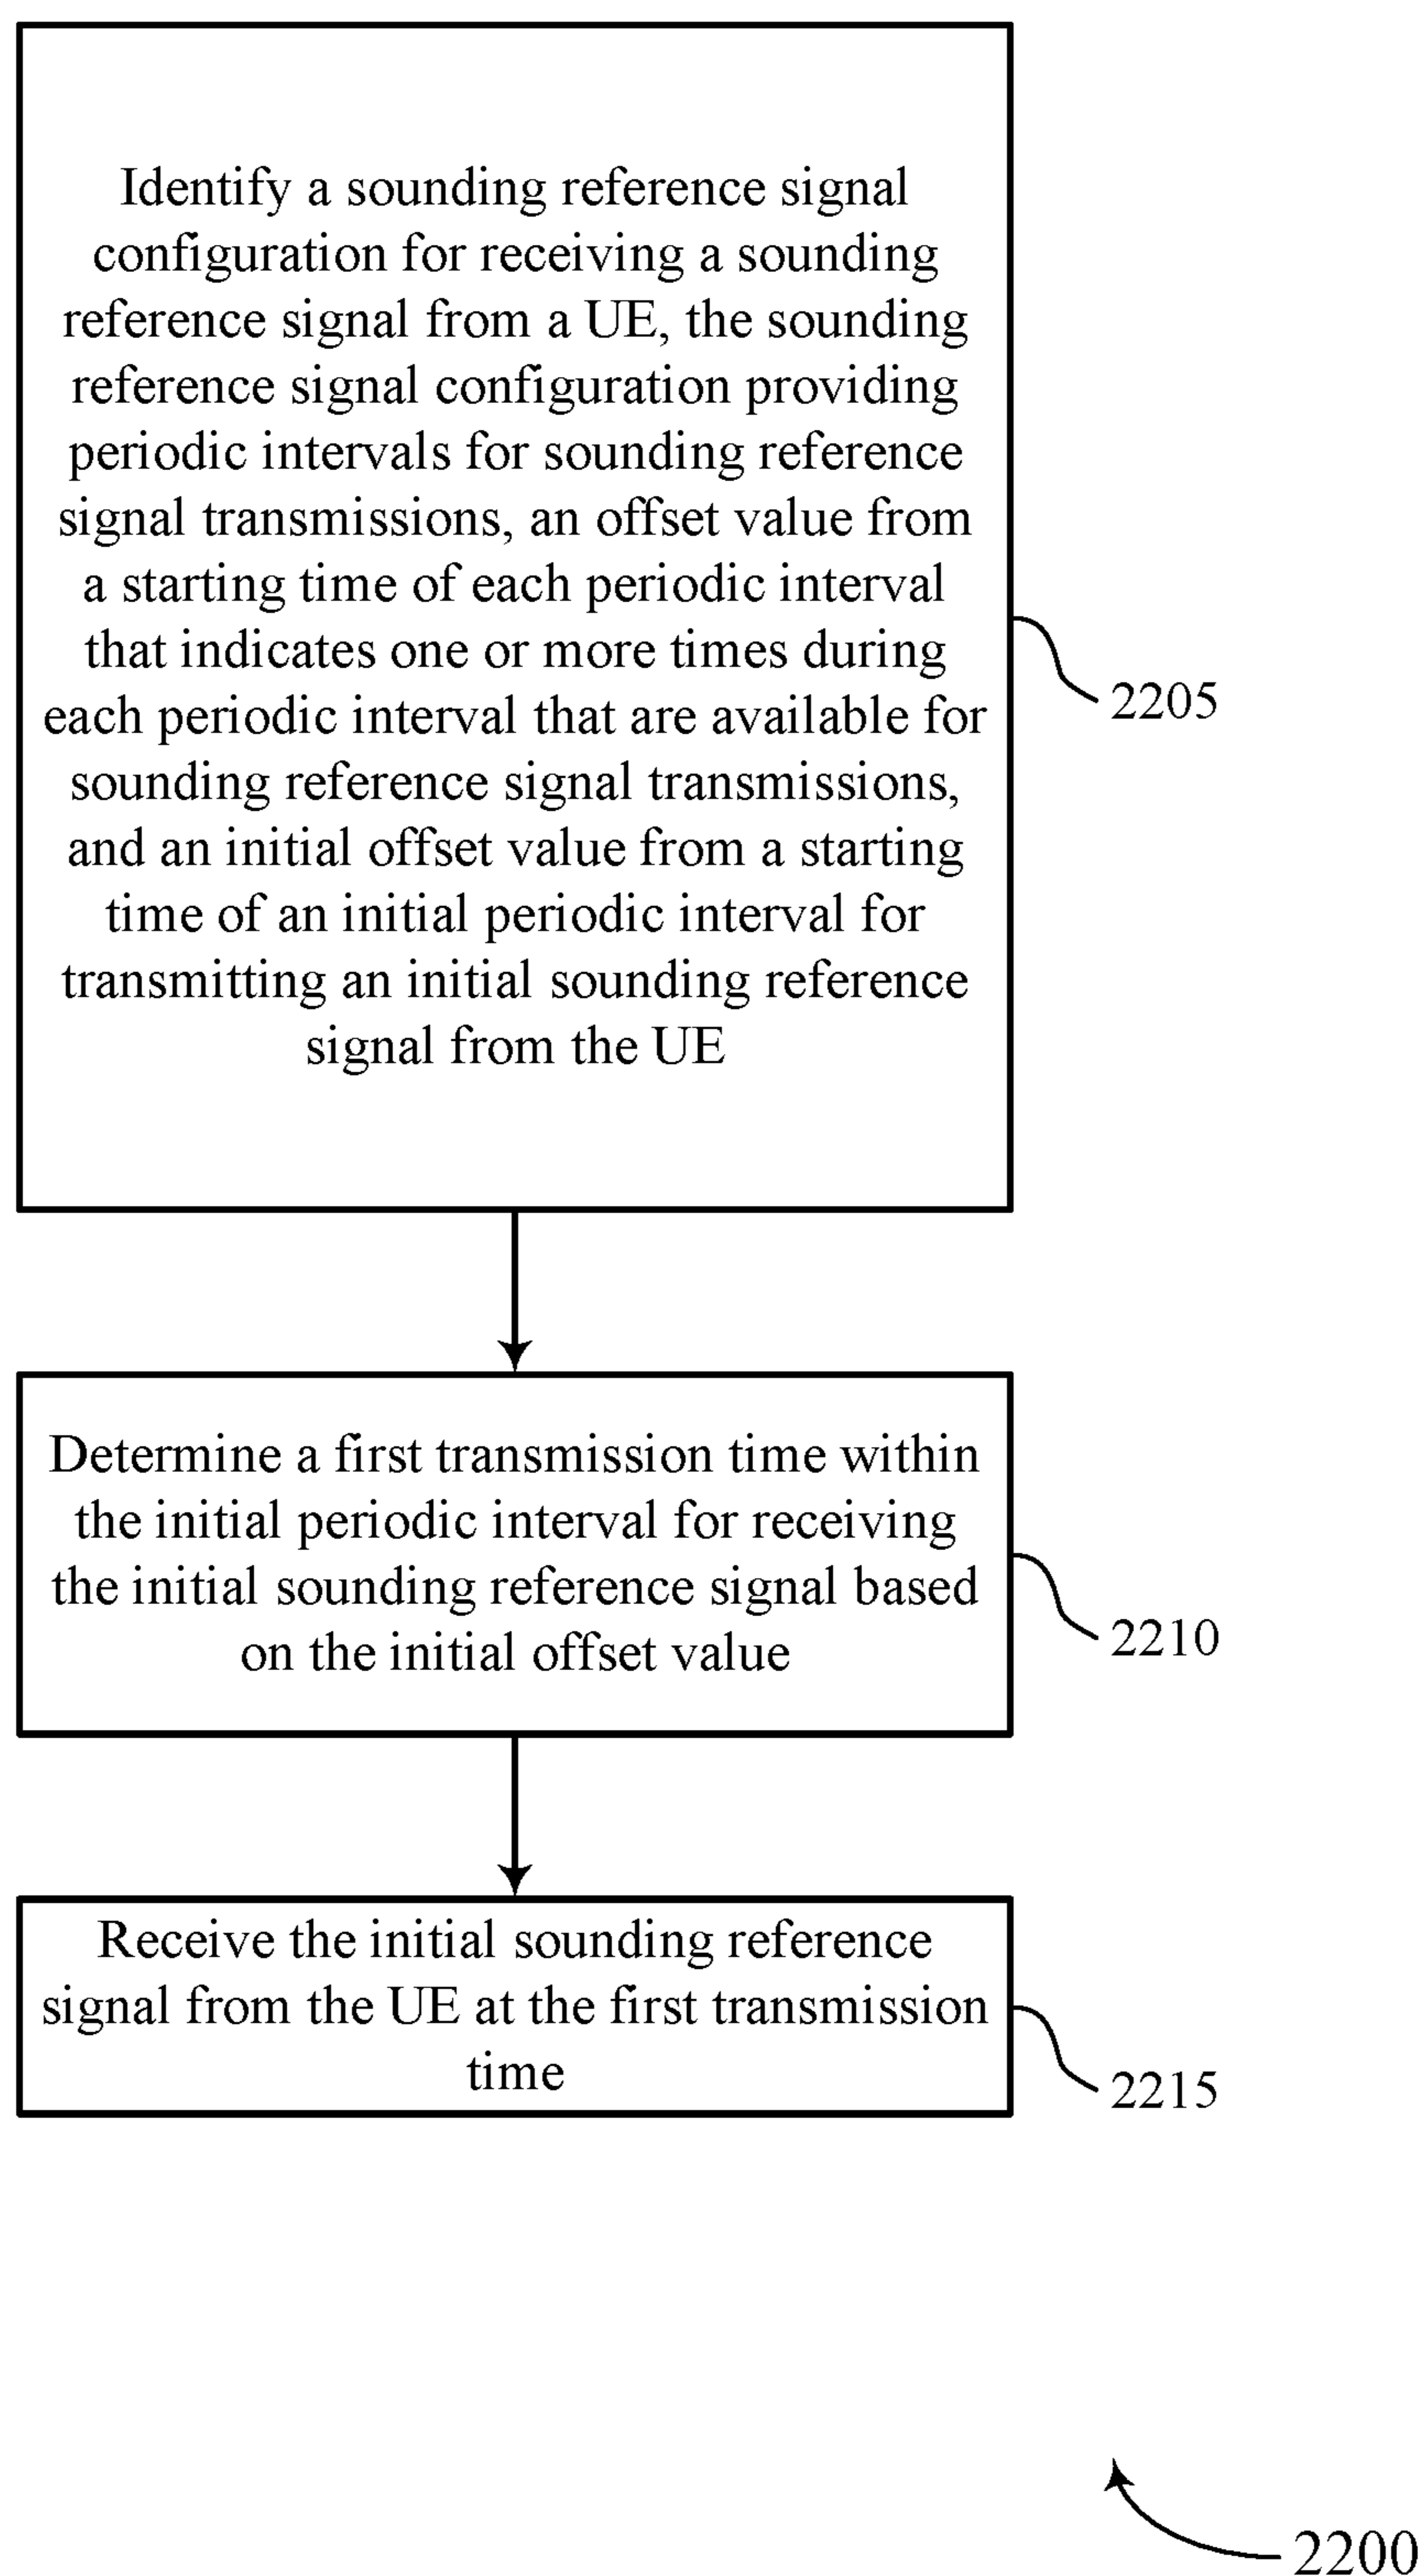 Identify a sounding reference signal
configuration for receiving a sounding
reference signal from a UE, the sounding
reference signal configuration providing
periodic intervals for sounding reference
signal transmissions, an offset value from
a starting time of each periodic interval
that indicates one or more times during
each periodic interval that are available for
sounding reference signal transmissions,
and an initial offset value from a starting
time of an initial periodic interval for
transmitting an initial sounding reference
signal from the UE
2205
Determine a first transmission time within
the initial periodic interval for receiving
the initial sounding reference signal based
on the initial offset value
2210
Receive the initial sounding reference
signal from the UE at the first transmission
time
2215
2200